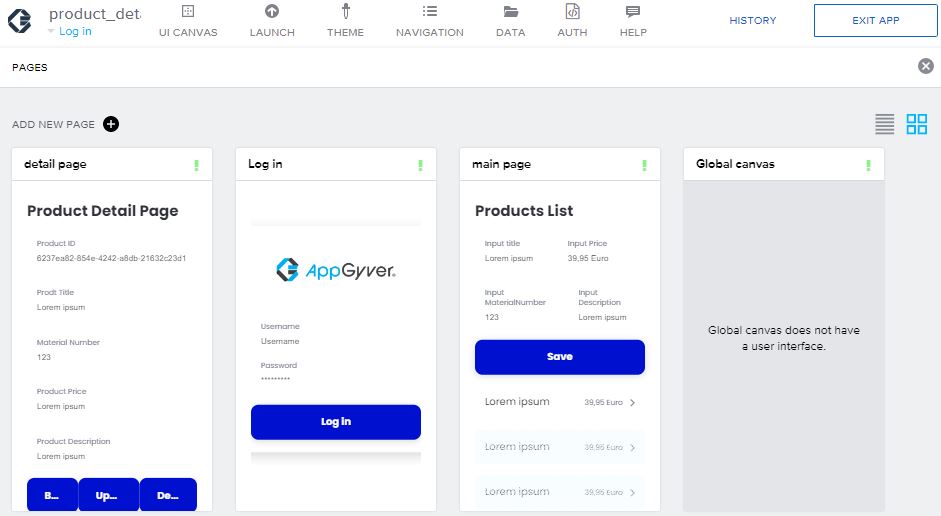 product_det
Log in
UI CANVAS
LAUNCH
THEME
NAVIGATION
DATA
AUTH
HELP
HISTORY
EXIT APP
PAGES
ADD NEW PAGE
detail page
Product Detail Page
Product ID
6237ea82-854e-4242-a8db-21632c23d1
Prodt Title
Lorem ipsum
Material Number
123
Product Price
Lorem ipsum
Product Description
Lorem ipsum
B...
Up...
De...
Log in
AppGyver
Username
Username
Password
•••••••••
Log in
main page
Products List
Input title
Input Price
Lorem ipsum
39,95 Euro
Input
MaterialNumber
123
Input
Description
Lorem ipsum
Save
Lorem ipsum 39,95 Euro
Lorem ipsum 39,95 Euro
Lorem ipsum 39,95 Euro
Global canvas
Global canvas does not have
a user interface.